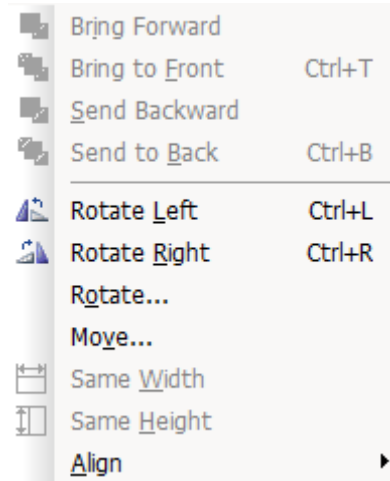 Bring Forward
Bring to Front Ctrl+T
Send Backward
Send to Back Ctrl+B
Rotate Left Ctrl+L
Rotate Right Ctrl+R
Rotate...
Move...
Same Width
Same Height
Align